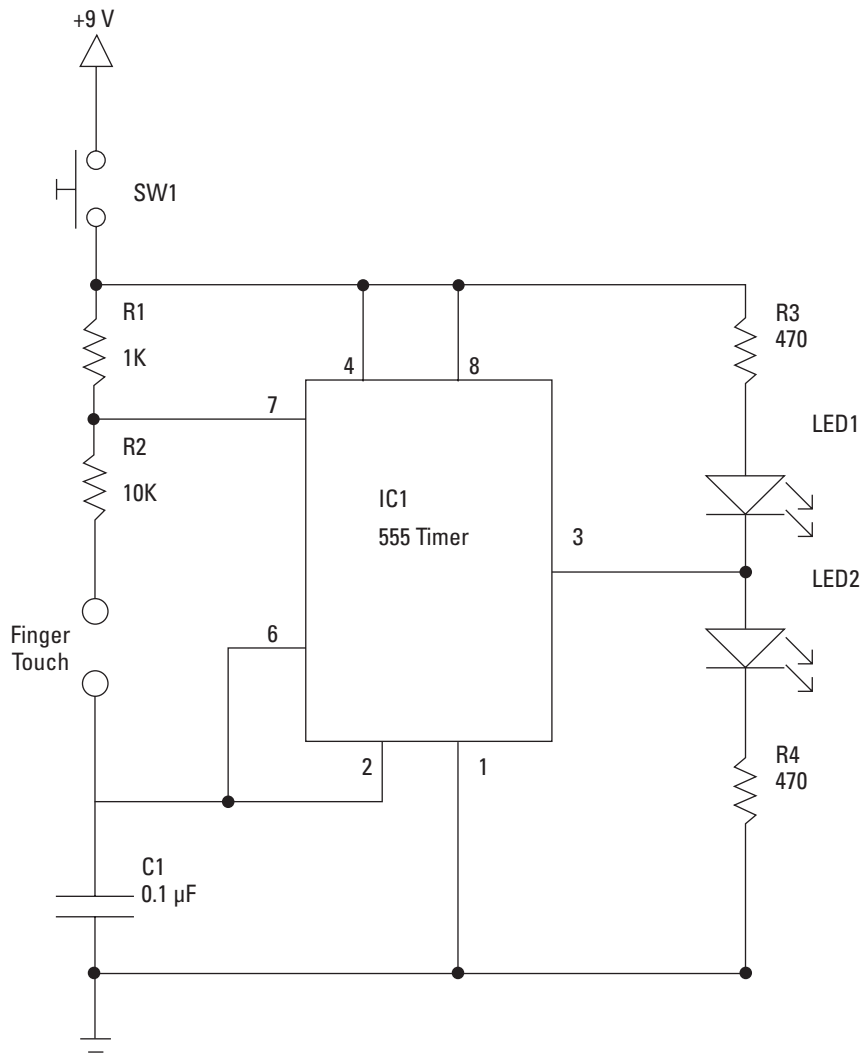 +9 V
SW1
R1
1K
R3
470
4
8
7
R2
10K
LED1
IC1
555 Timer
3
LED2
Finger
Touch
6
2
1
R4
470
C1
0.1 µF